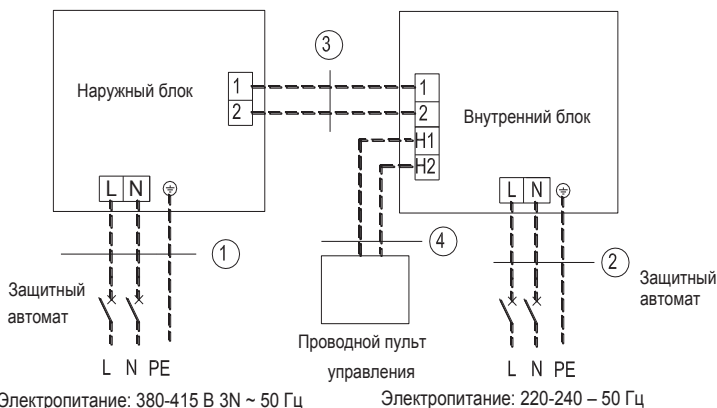 3
Наружный блок
1
2
1
2
H1
H2
Внутренний блок
L N
L N
1
4
2
Защитный
автомат
Защитный
автомат
Проводной пульт
управления
L N PE
L N PE
Электропитание: 380-415 В 3N ~ 50 Гц
Электропитание: 220-240 – 50 Гц